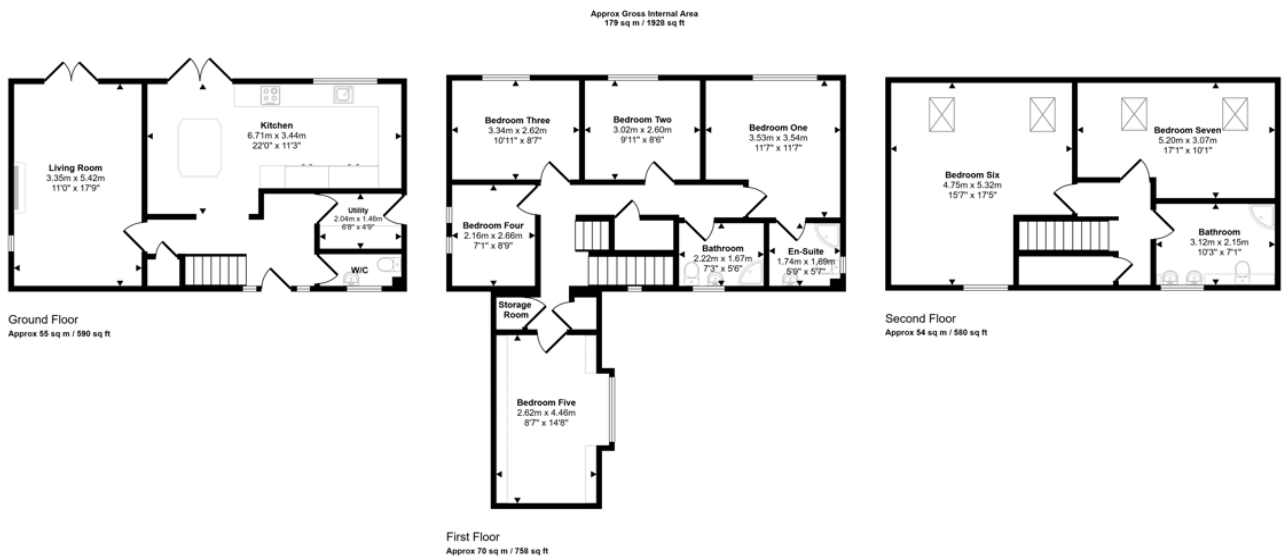 Approx Gross Internal Area
179 sq m / 1928 sq ft
Living Room
3.35m x 5.42m
11'0" x 17'9"
Kitchen
6.71m x 3.44m
22'0" x 11'3"
Utility
2.04m x 1.46m
6'8" x 4'9"
W/C
Ground Floor
Approx 55 sq m / 590 sq ft
Bedroom Three
3.34m x 2.62m
10'11" x 8'7"
Bedroom Two
3.02m x 2.60m
9'11" x 8'6"
Bedroom One
3.53m x 3.54m
11'7" x 11'7"
Bedroom Four
2.16m x 2.66m
7'1" x 8'9"
Bathroom
2.22m x 1.67m
7'3" x 5'6"
En-Suite
1.74m x 1.69m
5'9" x 5'7"
Storage
Room
Bedroom Five
2.62m x 4.46m
8'7" x 14'8"
First Floor
Approx 70 sq m / 758 sq ft
Bedroom Six
4.75m x 5.32m
15'7" x 17'5"
Bedroom Seven
5.20m x 3.07m
17'1" x 10'1"
Bathroom
3.12m x 2.15m
10'3" x 7'1"
Second Floor
Approx 54 sq m / 580 sq ft